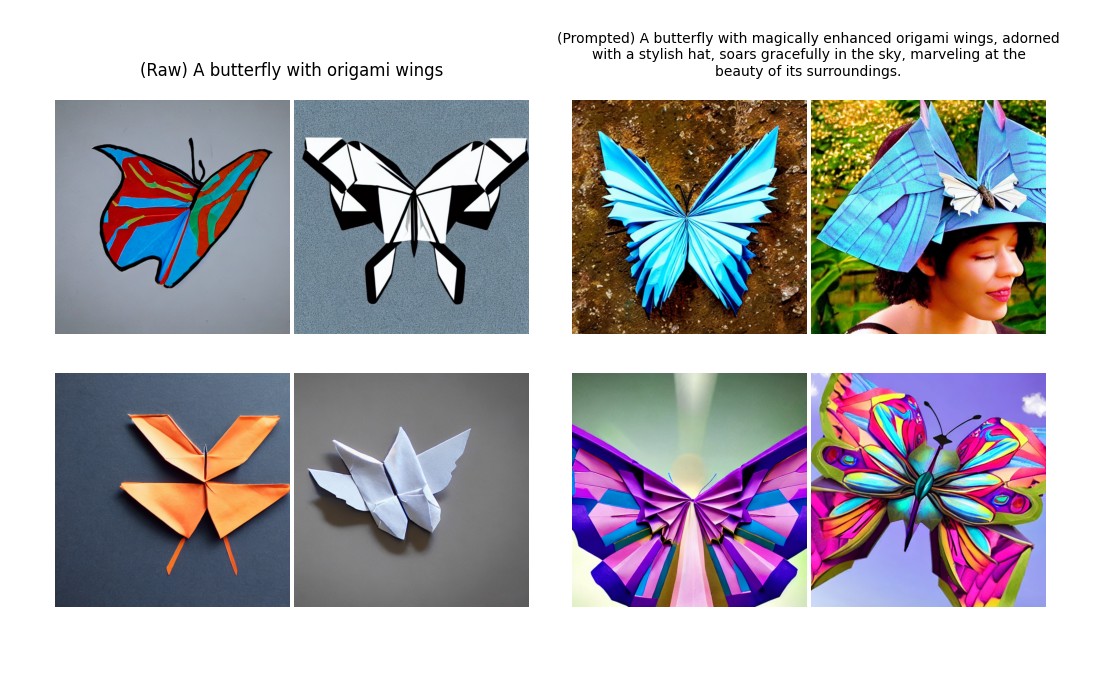 (Raw) A butterfly with origami wings
(Prompted) A butterfly with magically enhanced origami wings, adorned
with a stylish hat, soars gracefully in the sky, marveling at the
beauty of its surroundings.